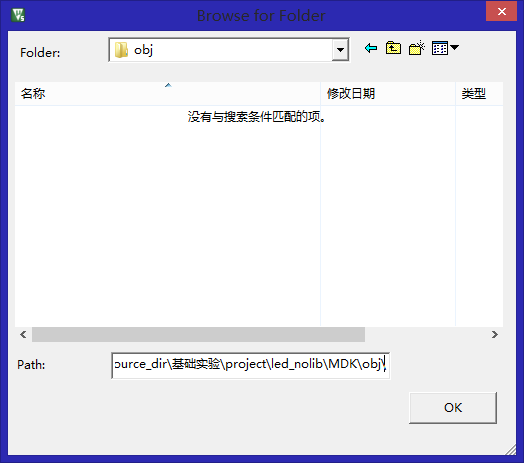 Browse for Folder
Folder:
obj
名称 修改日期 类型
没有与搜索条件匹配的项。
Path:
ource_dir\基础实验\project\led_nolib\MDK\obj\
OK